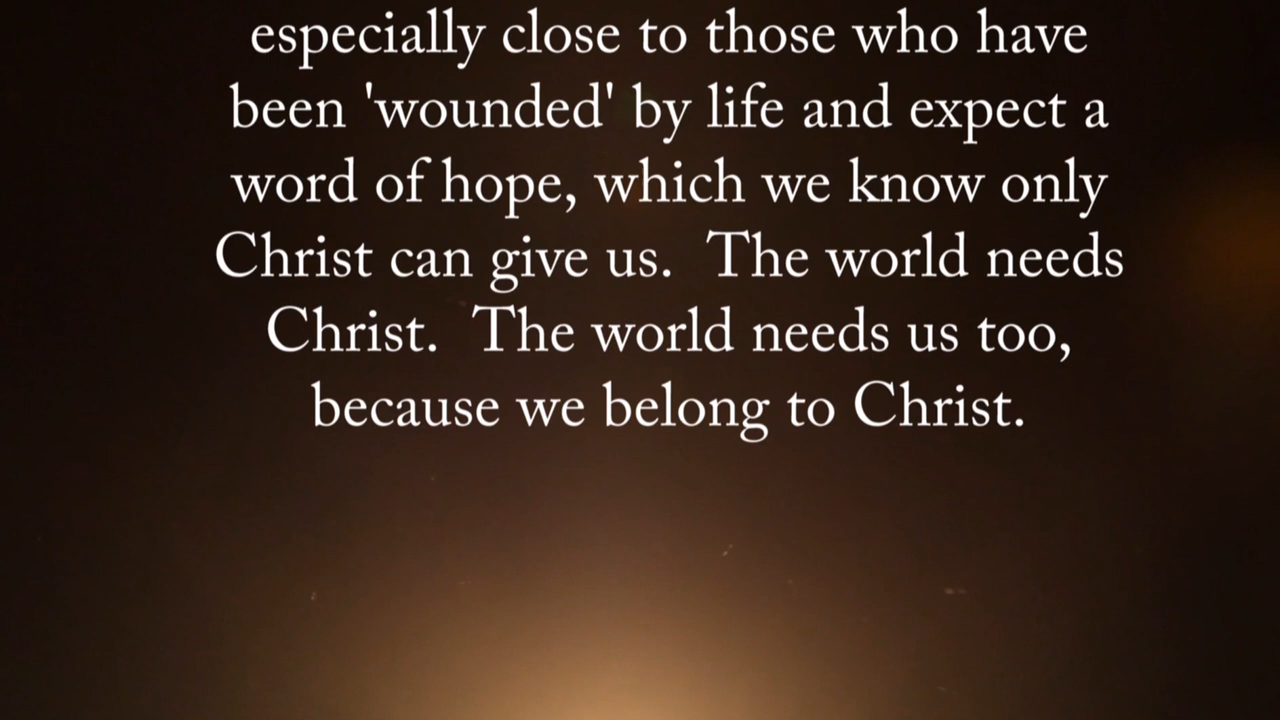 especially close to those who have
been 'wounded' by life and expect a
word of hope, which we know only
Christ can give us.  The world needs
Christ.  The world needs us too,
because we belong to Christ.